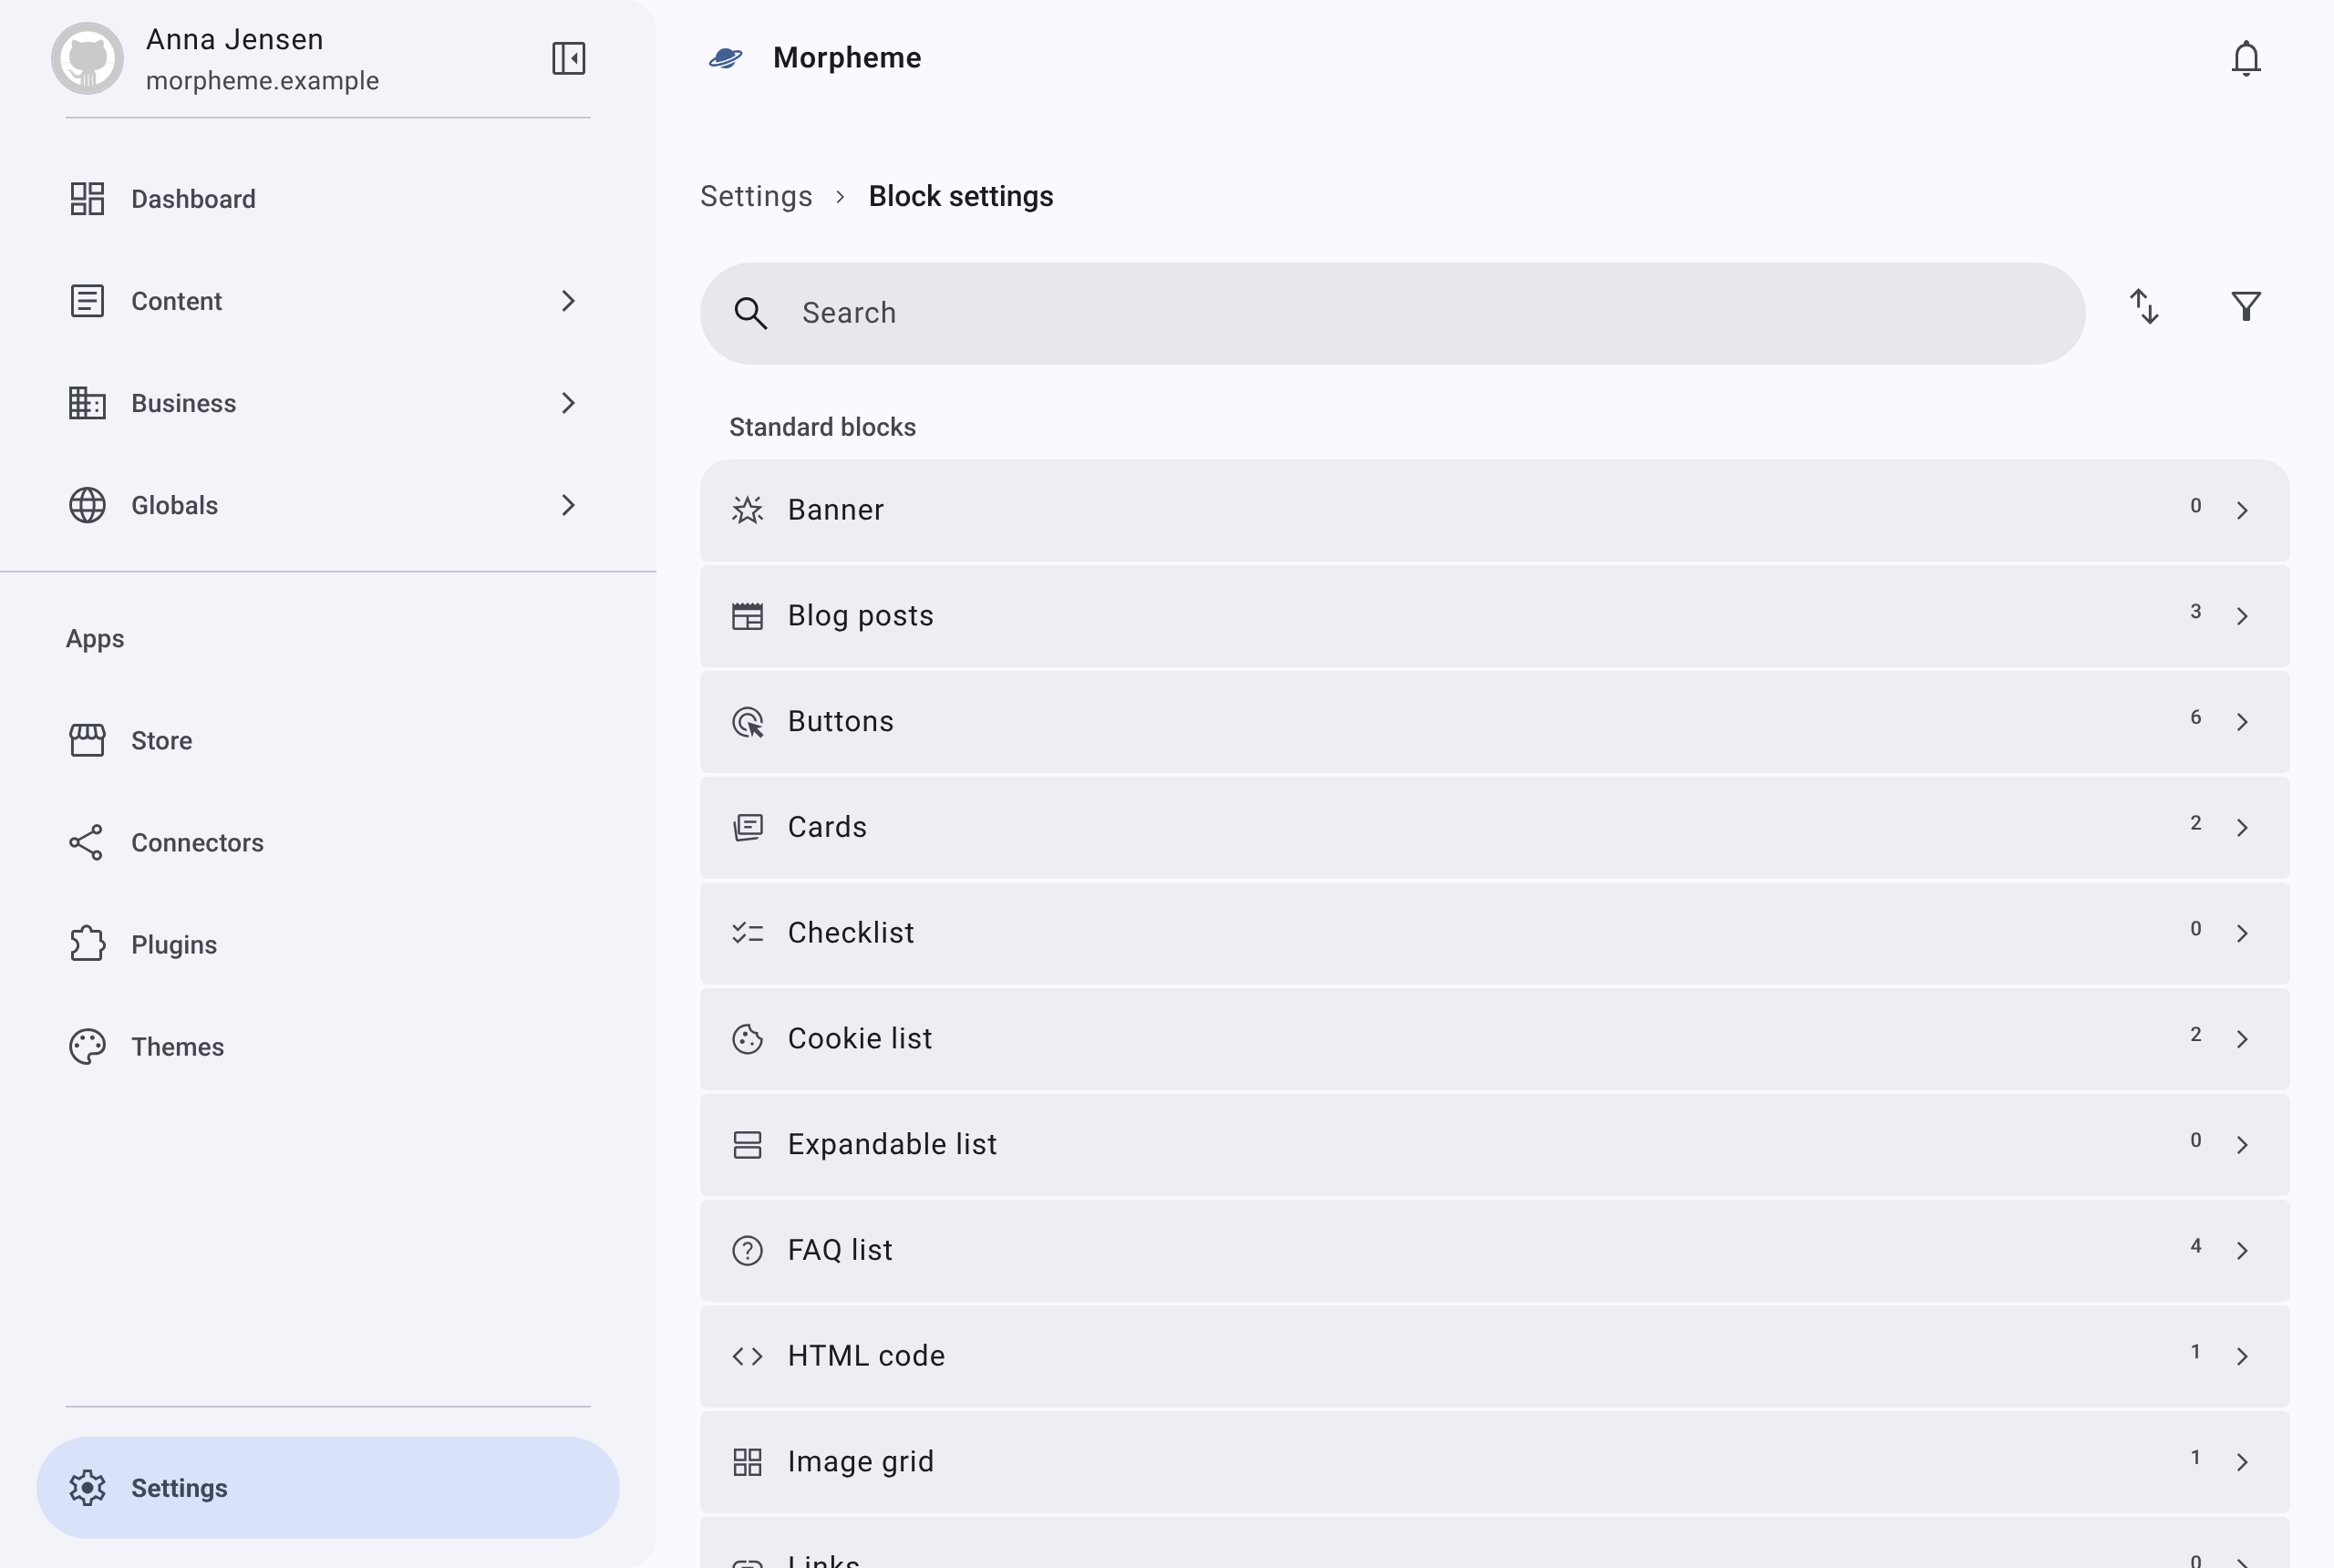 Anna Jensen
morpheme.example
Dashboard
Content
Business
Globals
Apps
Store
Connectors
Plugins
Themes
Settings
Morpheme
Settings › Block settings
Search
Standard blocks
Banner 0
Blog posts 3
Buttons 6
Cards 2
Checklist 0
Cookie list 2
Expandable list 0
FAQ list 4
HTML code 1
Image grid 1
Links 0